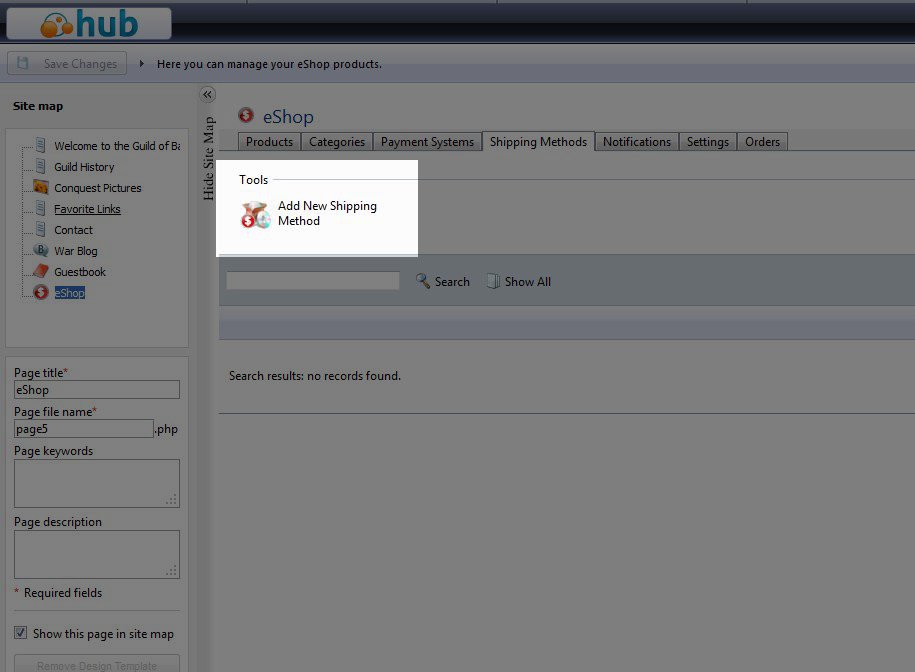 hub
Save Changes
Here you can manage your eShop products.
Site map
Welcome to the Guild of Ba
Guild History
Conquest Pictures
Favorite Links
Contact
War Blog
Guestbook
eShop
Page title*
eShop
Page file name*
page5 .php
Page keywords
Page description
* Required fields
Show this page in site map
Remove Design Template
Hide Site Map
eShop
Products Categories Payment Systems Shipping Methods Notifications Settings Orders
Tools
Add New Shipping
Method
Search Show All
Search results: no records found.